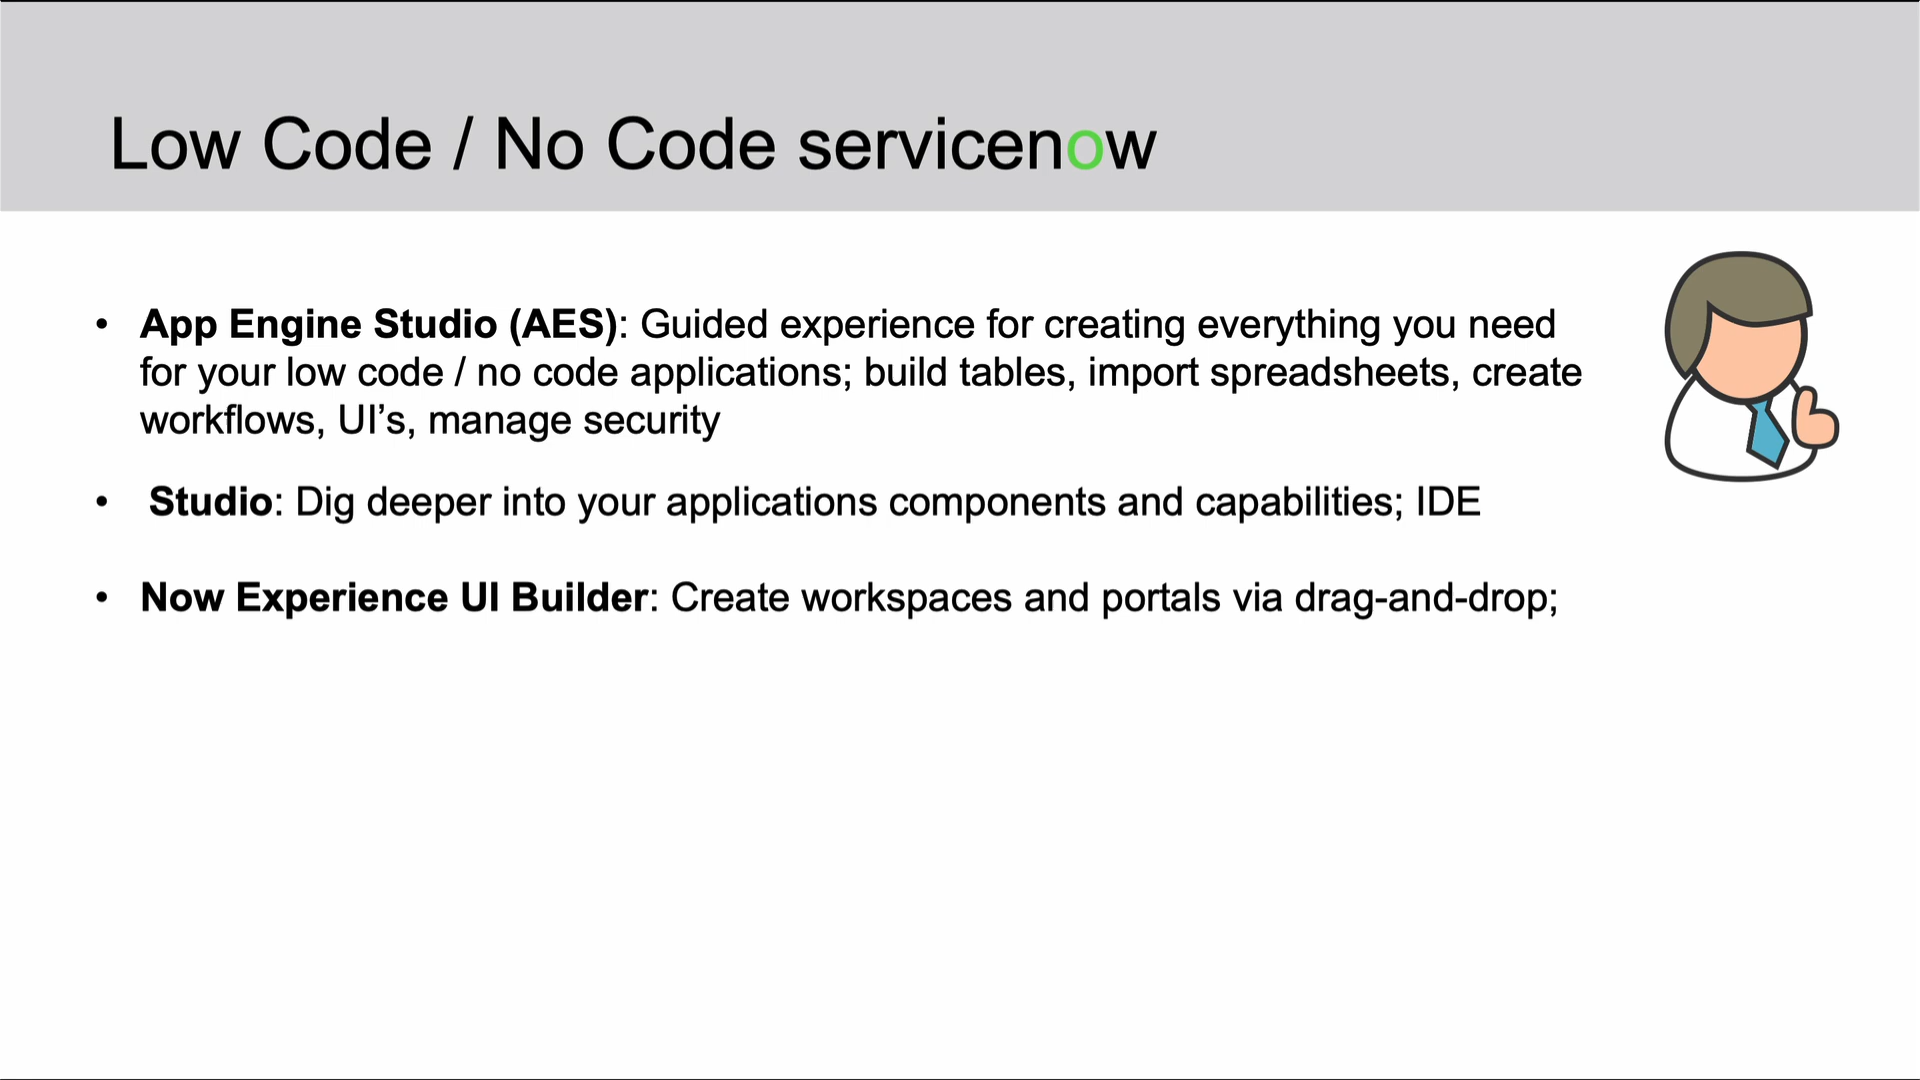 Low Code / No Code servicenow
• App Engine Studio (AES): Guided experience for creating everything you need
for your low code / no code applications; build tables, import spreadsheets, create
workflows, UI’s, manage security
• Studio: Dig deeper into your applications components and capabilities; IDE
• Now Experience UI Builder: Create workspaces and portals via drag-and-drop;